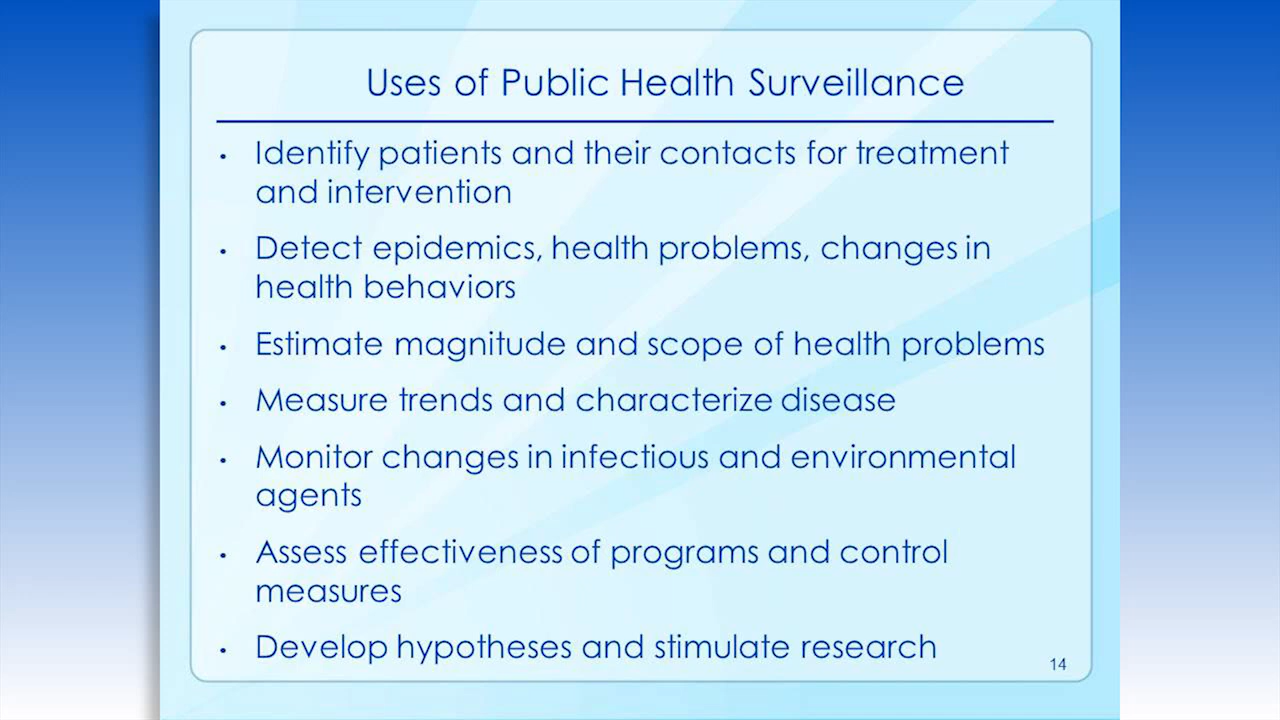 Uses of Public Health Surveillance
• Identify patients and their contacts for treatment
and intervention
• Detect epidemics, health problems, changes in
health behaviors
• Estimate magnitude and scope of health problems
• Measure trends and characterize disease
• Monitor changes in infectious and environmental
agents
• Assess effectiveness of programs and control
measures
• Develop hypotheses and stimulate research
14